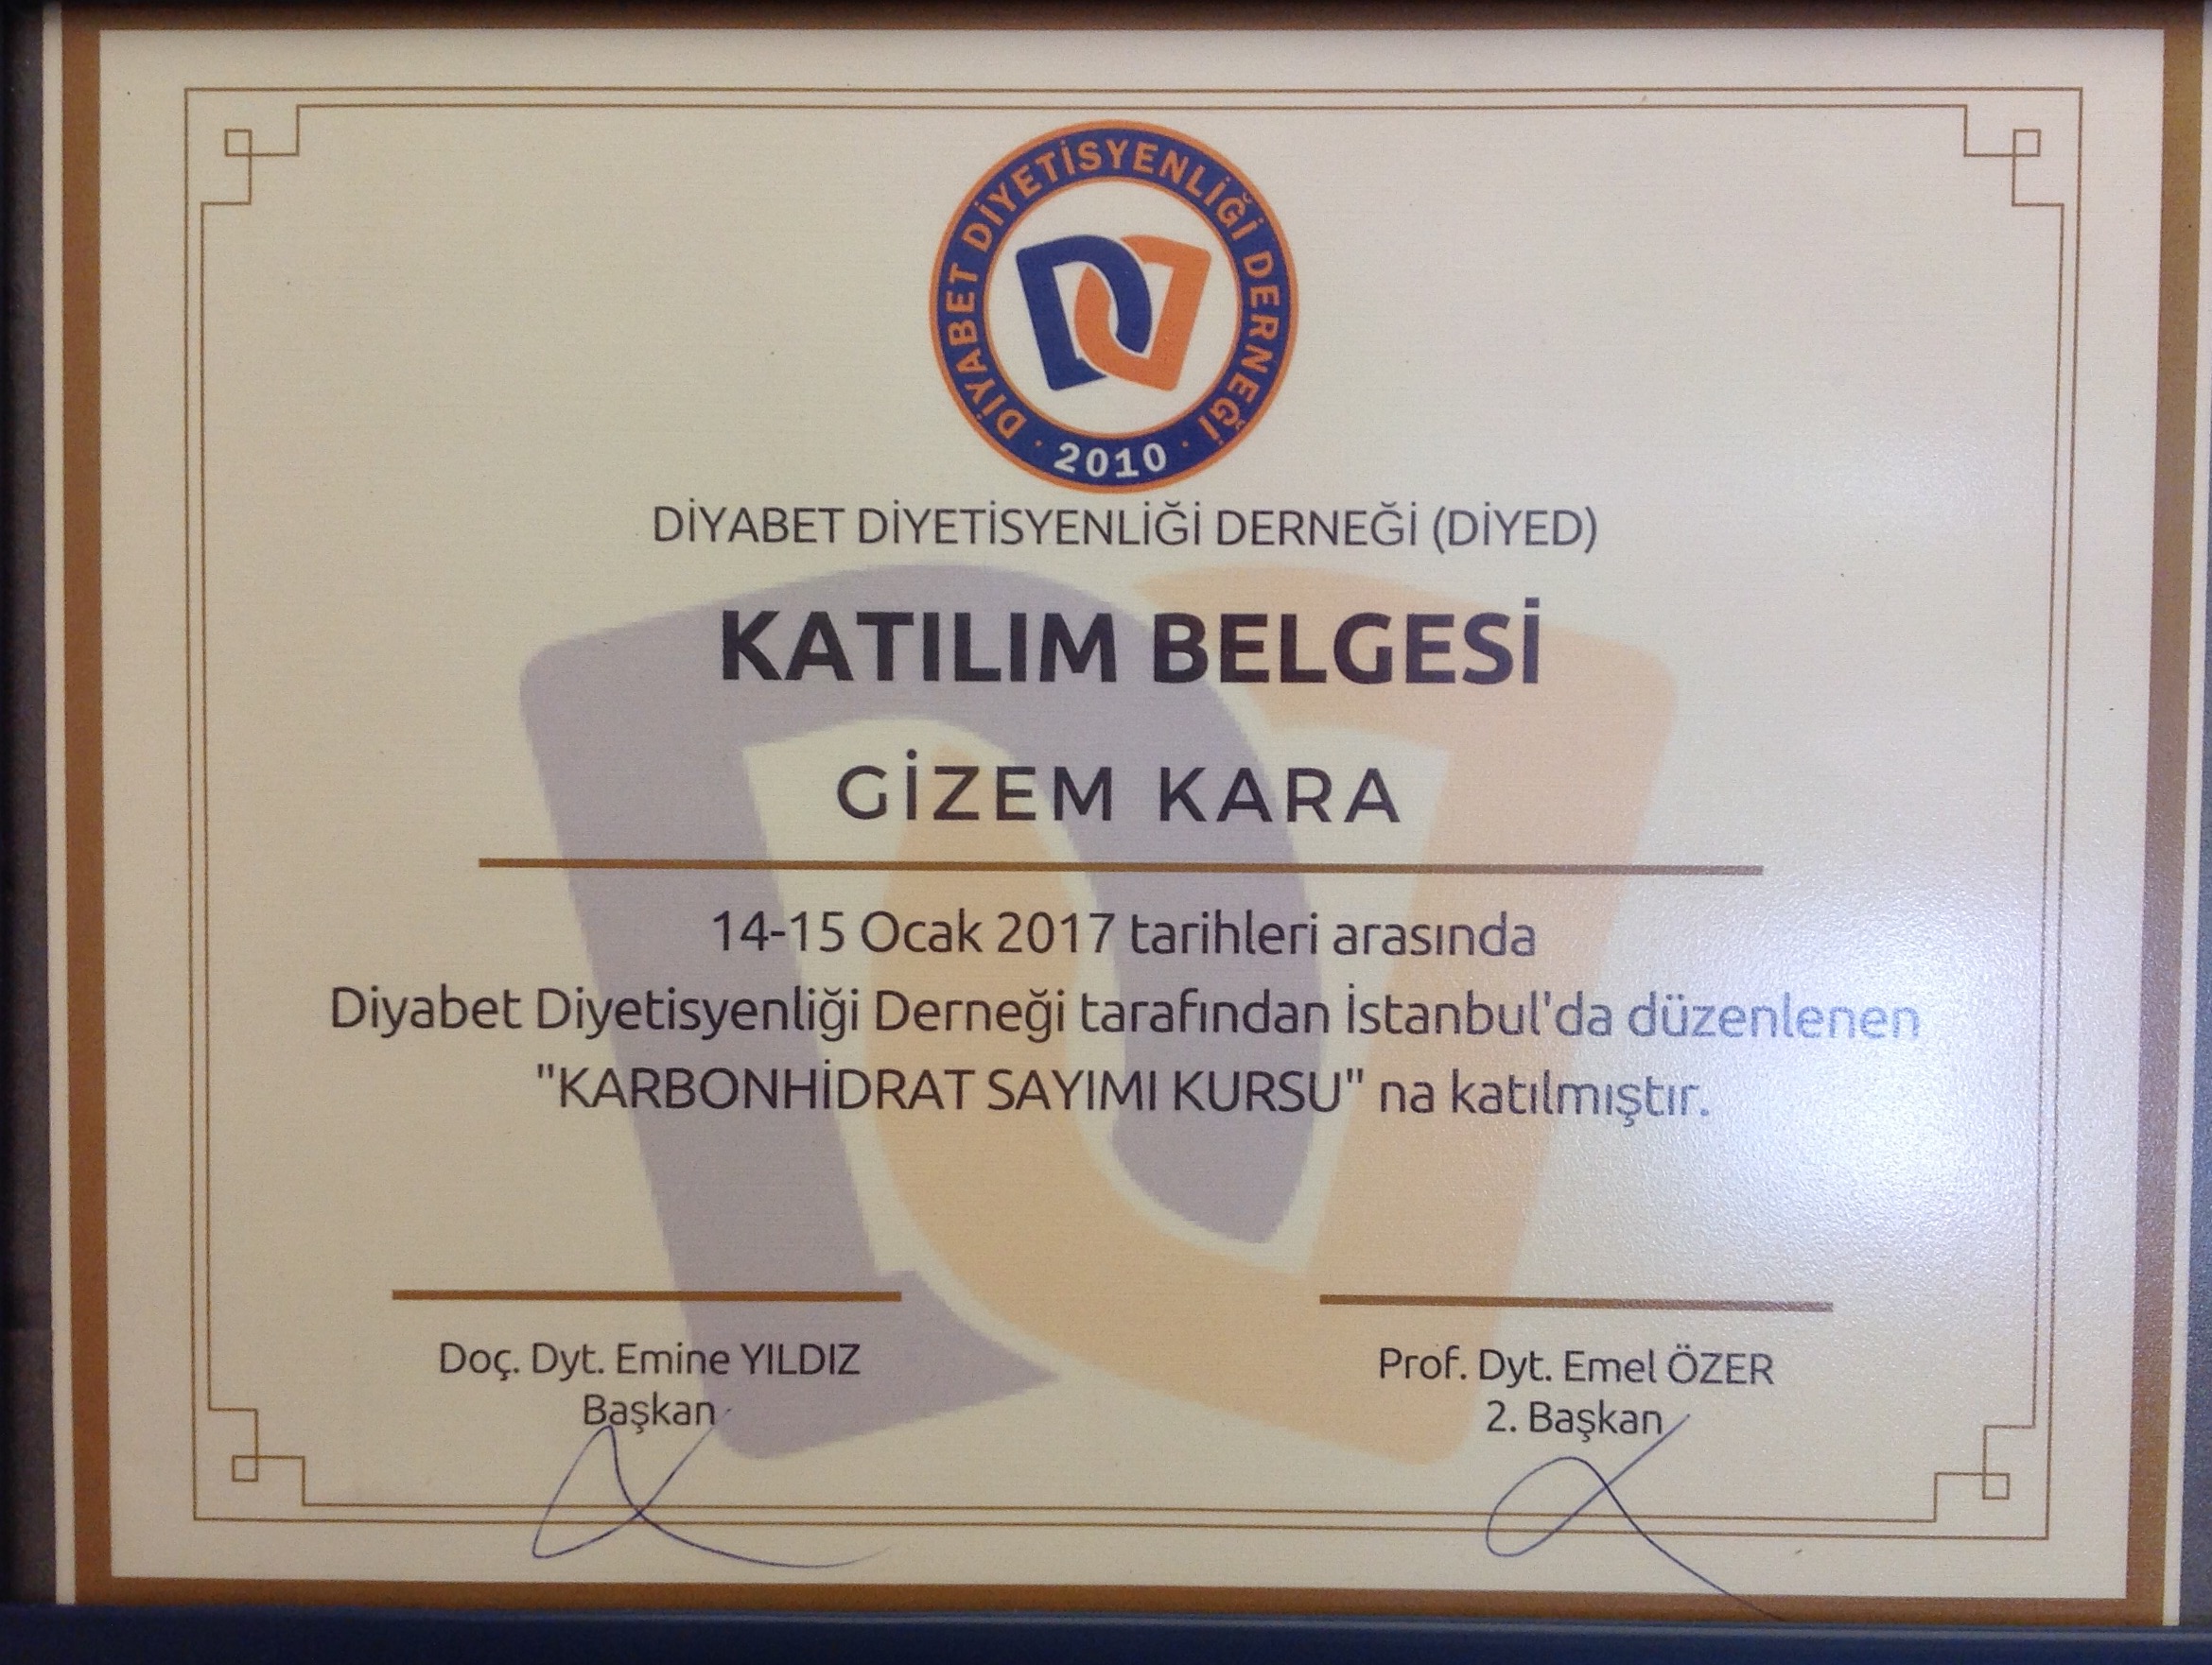 DİYABET DİYETİSYENLİĞİ DERNEĞİ
· 2010 ·
DİYABET DİYETİSYENLİĞİ DERNEĞİ (DİYED)
KATILIM BELGESİ
GİZEM KARA
14-15 Ocak 2017 tarihleri arasında
Diyabet Diyetisyenliği Derneği tarafından İstanbul'da düzenlenen
"KARBONHİDRAT SAYIMI KURSU" na katılmıştır.
Doç. Dyt. Emine YILDIZ
Başkan
Prof. Dyt. Emel ÖZER
2. Başkan